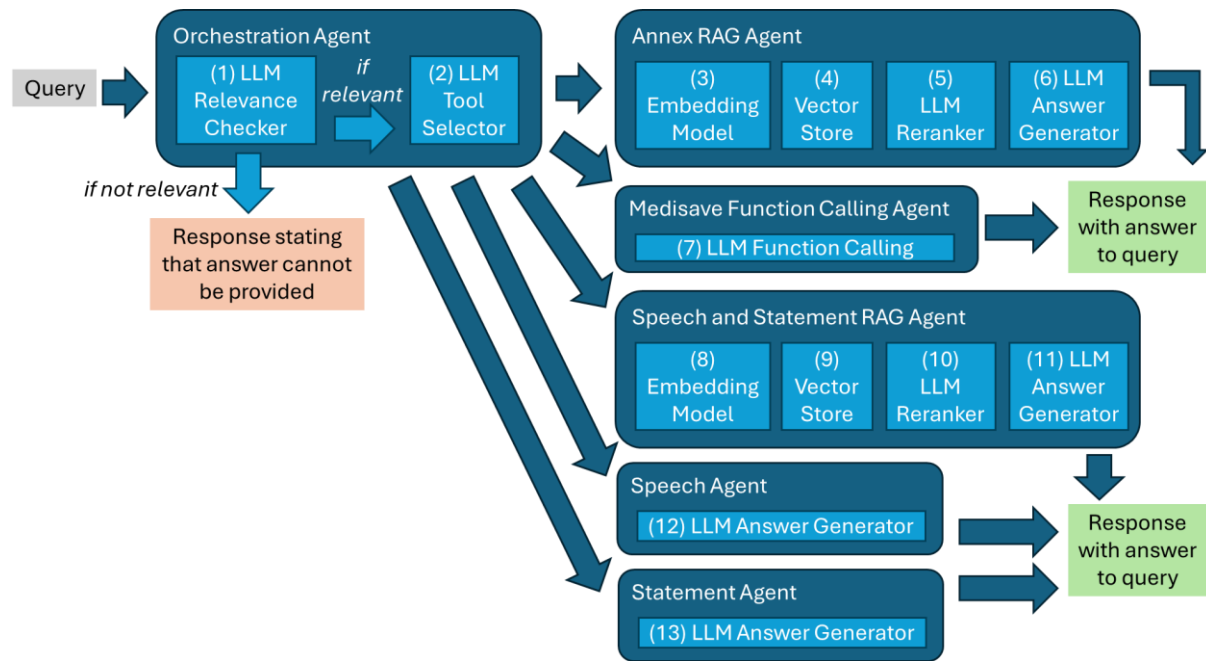 Query
Orchestration Agent
(1) LLM
Relevance
Checker
if
relevant
(2) LLM
Tool
Selector
if not relevant
Response stating
that answer cannot
be provided
Annex RAG Agent
(3)
Embedding
Model
(4)
Vector
Store
(5)
LLM
Reranker
(6) LLM
Answer
Generator
Medisave Function Calling Agent
(7) LLM Function Calling
Response
with answer
to query
Speech and Statement RAG Agent
(8)
Embedding
Model
(9)
Vector
Store
(10)
LLM
Reranker
(11) LLM
Answer
Generator
Speech Agent
(12) LLM Answer Generator
Statement Agent
(13) LLM Answer Generator
Response
with answer
to query